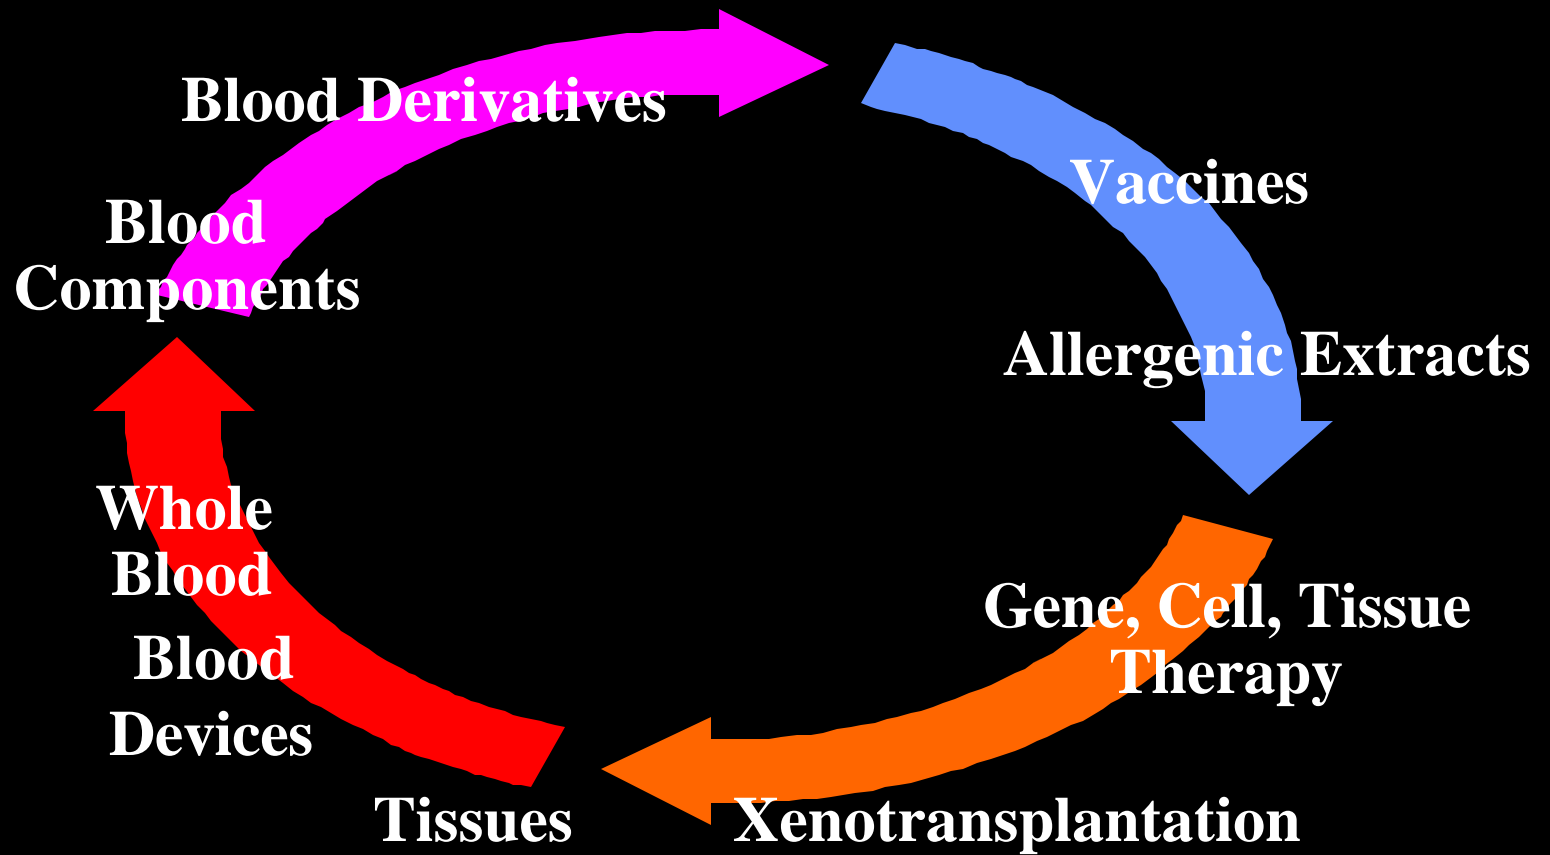 Blood Derivatives
Vaccines
Blood
Components
Allergenic Extracts
Whole
Blood
Gene, Cell, Tissue
Therapy
Blood
Devices
Tissues
Xenotransplantation